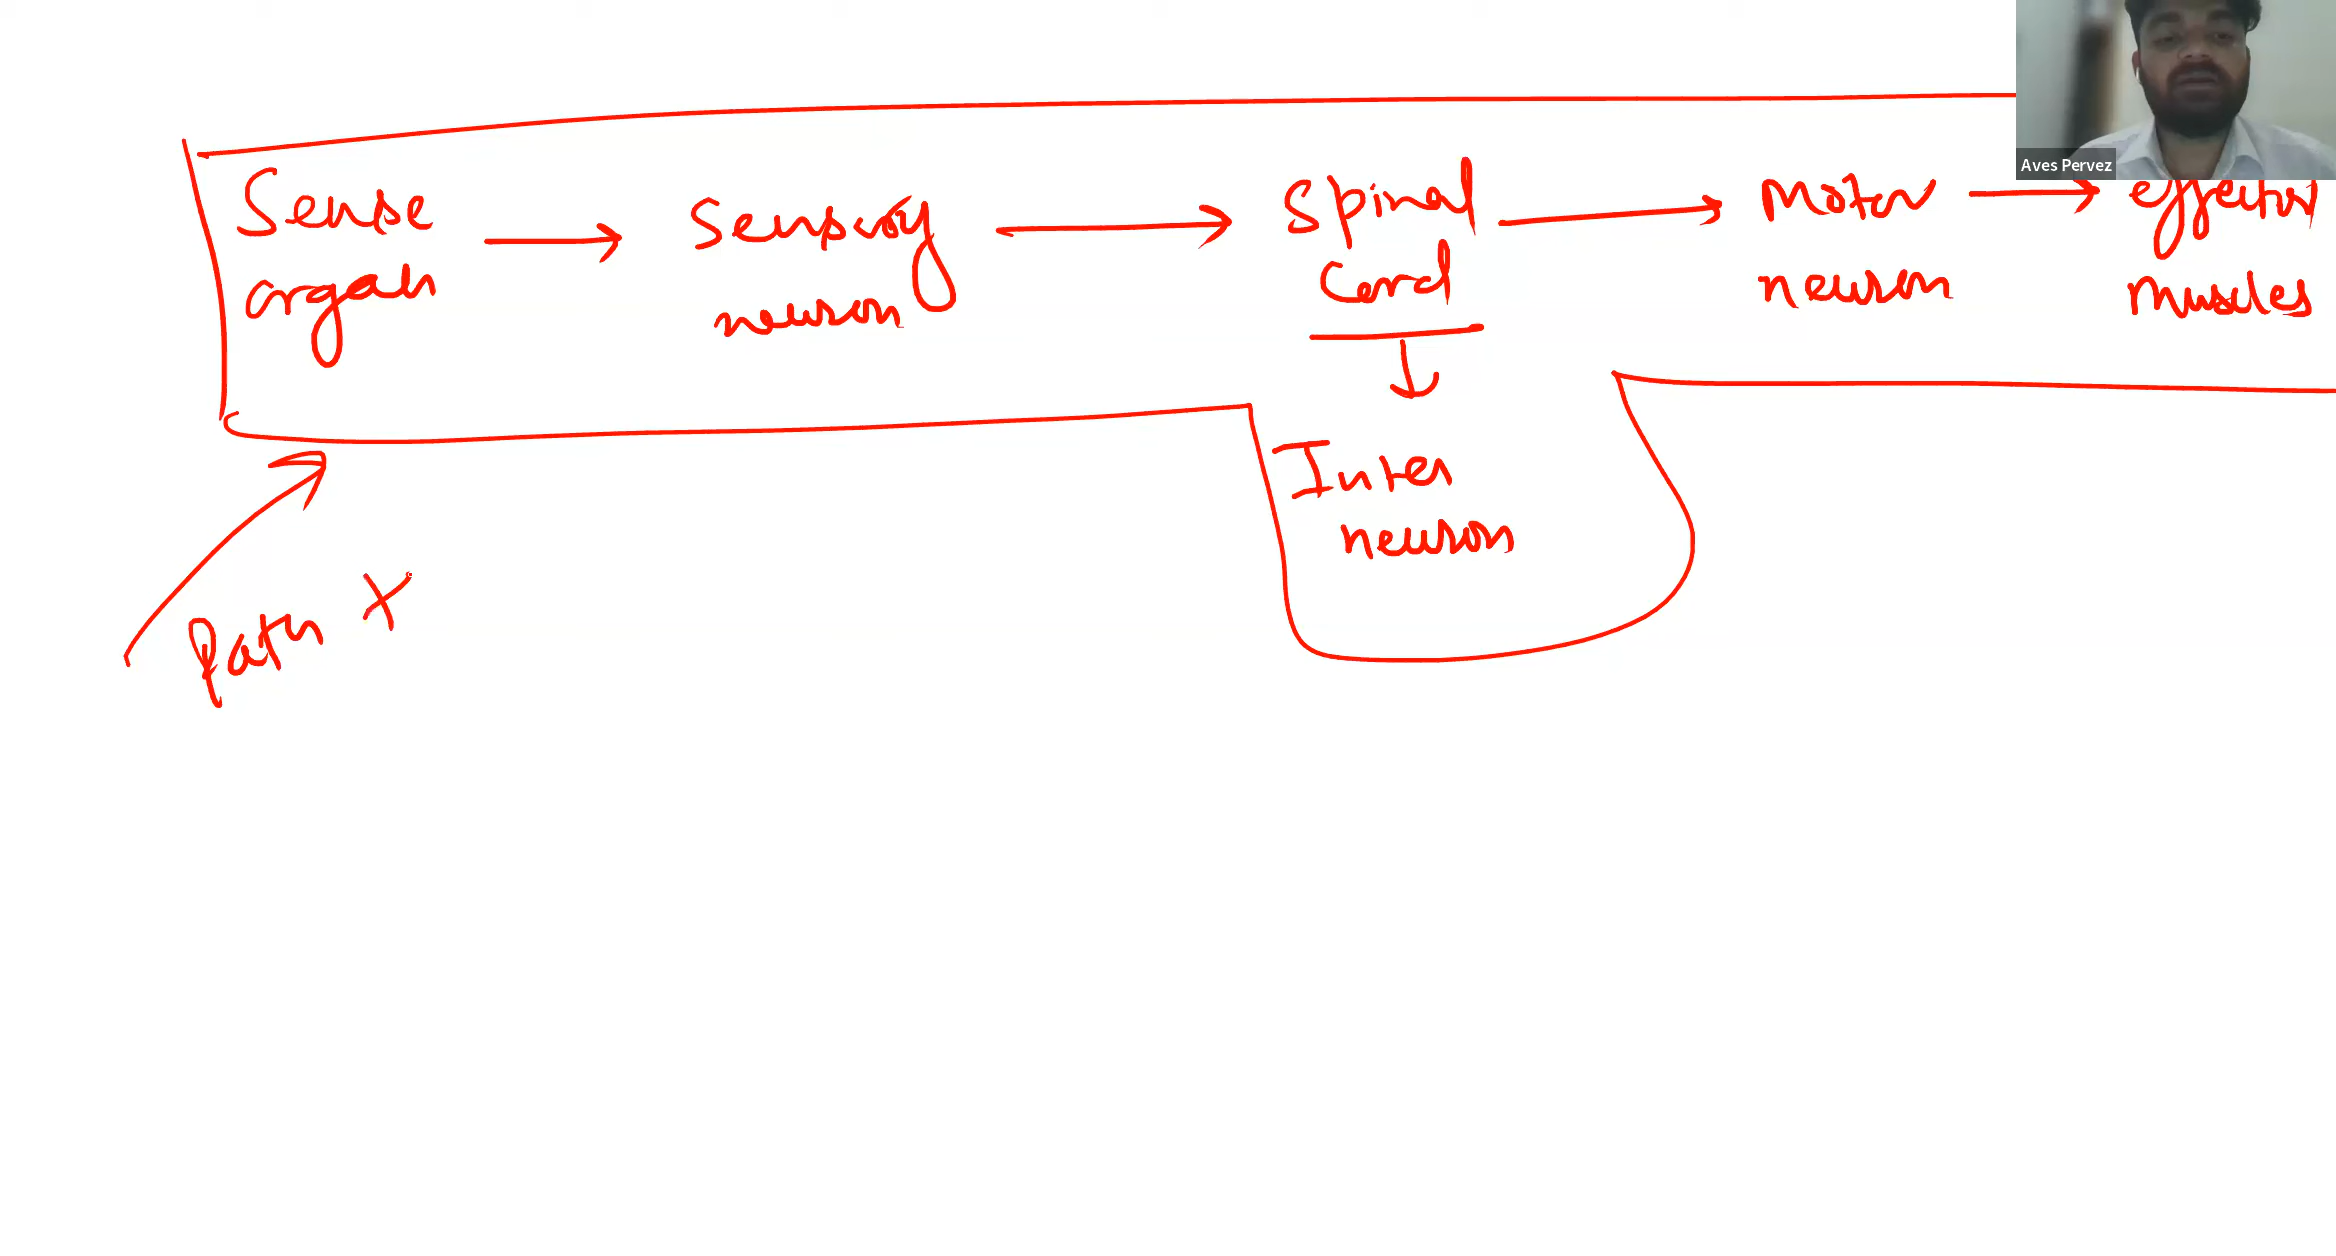 Aves Pervez
Sense
organ
→
Sensory
neuron
→
Spinal
Cord
→
Motor
neuron
→
effector
muscles
↓
Inter
neuron
Path +